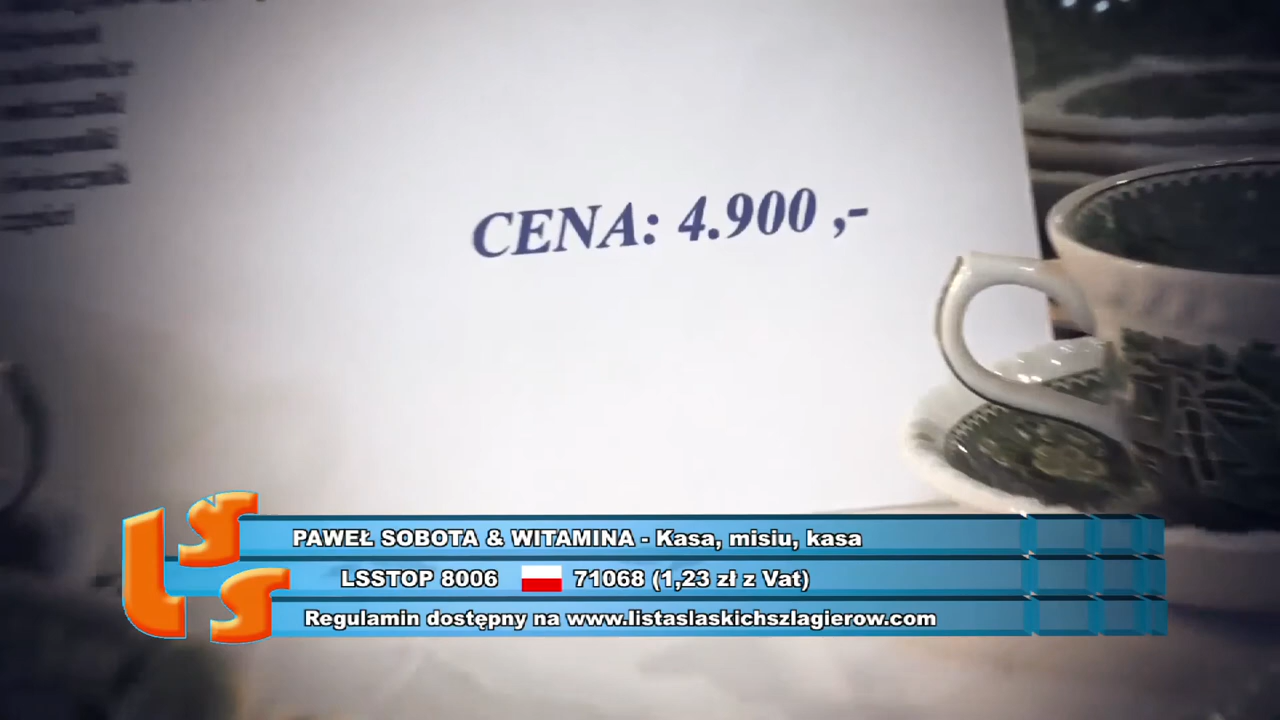 CENA: 4.900 ,-
LSS
PAWEŁ SOBOTA & WITAMINA - Kasa, misiu, kasa
LSSTOP 8006 71068 (1,23 zł z Vat)
Regulamin dostępny na www.listaslaskichszlagierow.com